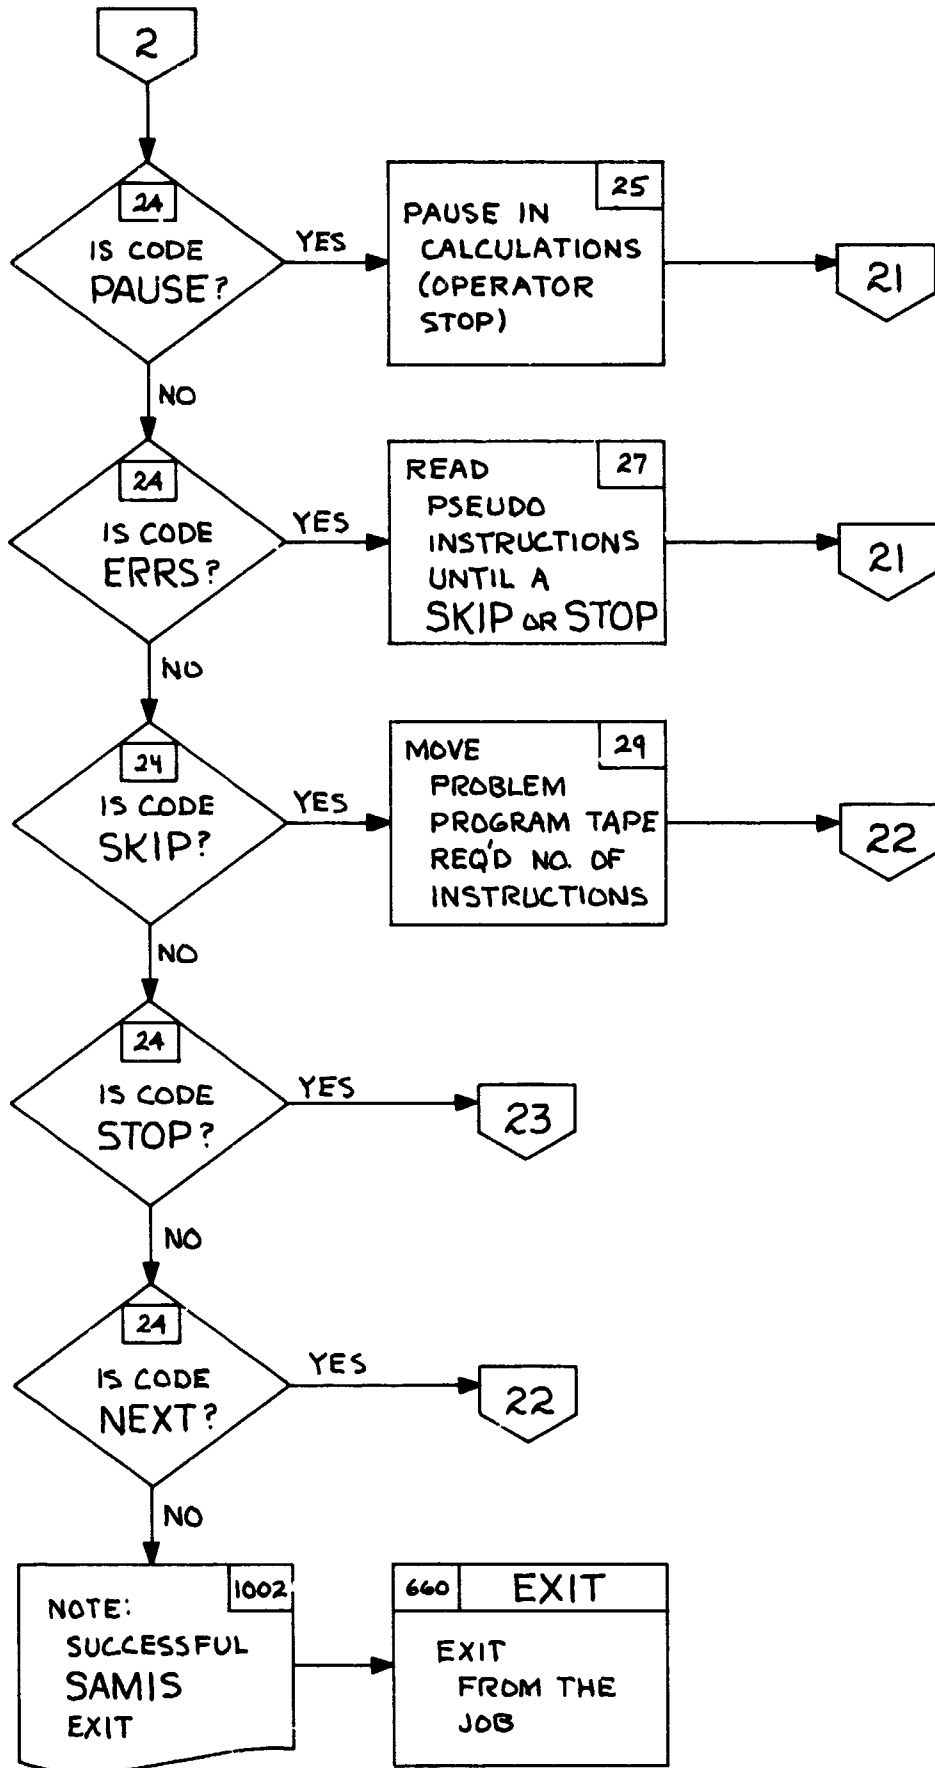 2
24
IS CODE
PAUSE?
YES
25
PAUSE IN
CALCULATIONS
(OPERATOR
STOP)
21
NO
24
IS CODE
ERRS?
YES
27
READ
PSEUDO
INSTRUCTIONS
UNTIL A
SKIP OR STOP
21
NO
24
IS CODE
SKIP?
YES
29
MOVE
PROBLEM
PROGRAM TAPE
REQ'D NO. OF
INSTRUCTIONS
22
NO
24
IS CODE
STOP?
YES
23
NO
24
IS CODE
NEXT?
YES
22
NO
1002
NOTE:
SUCCESSFUL
SAMIS
EXIT
660 EXIT
EXIT
FROM THE
JOB